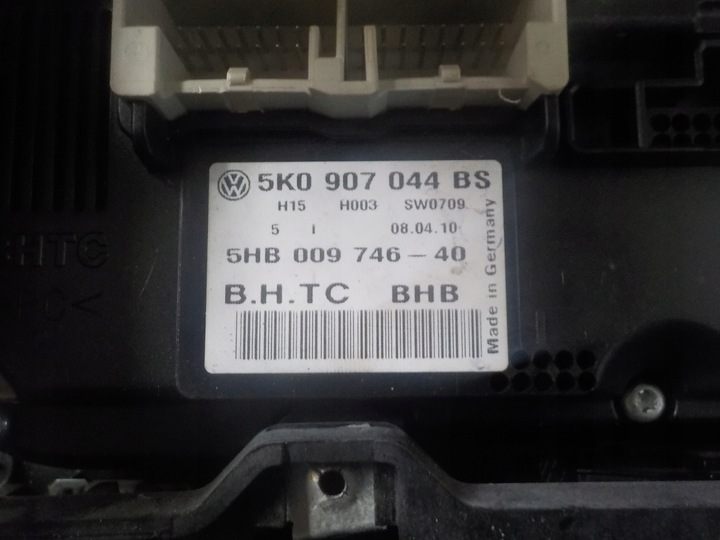 5K0 907 044 BS
H15 H003 SW0709
5 I 08.04.10
5HB 009 746-40
B.H.TC BHB
Made in Germany
BHTC